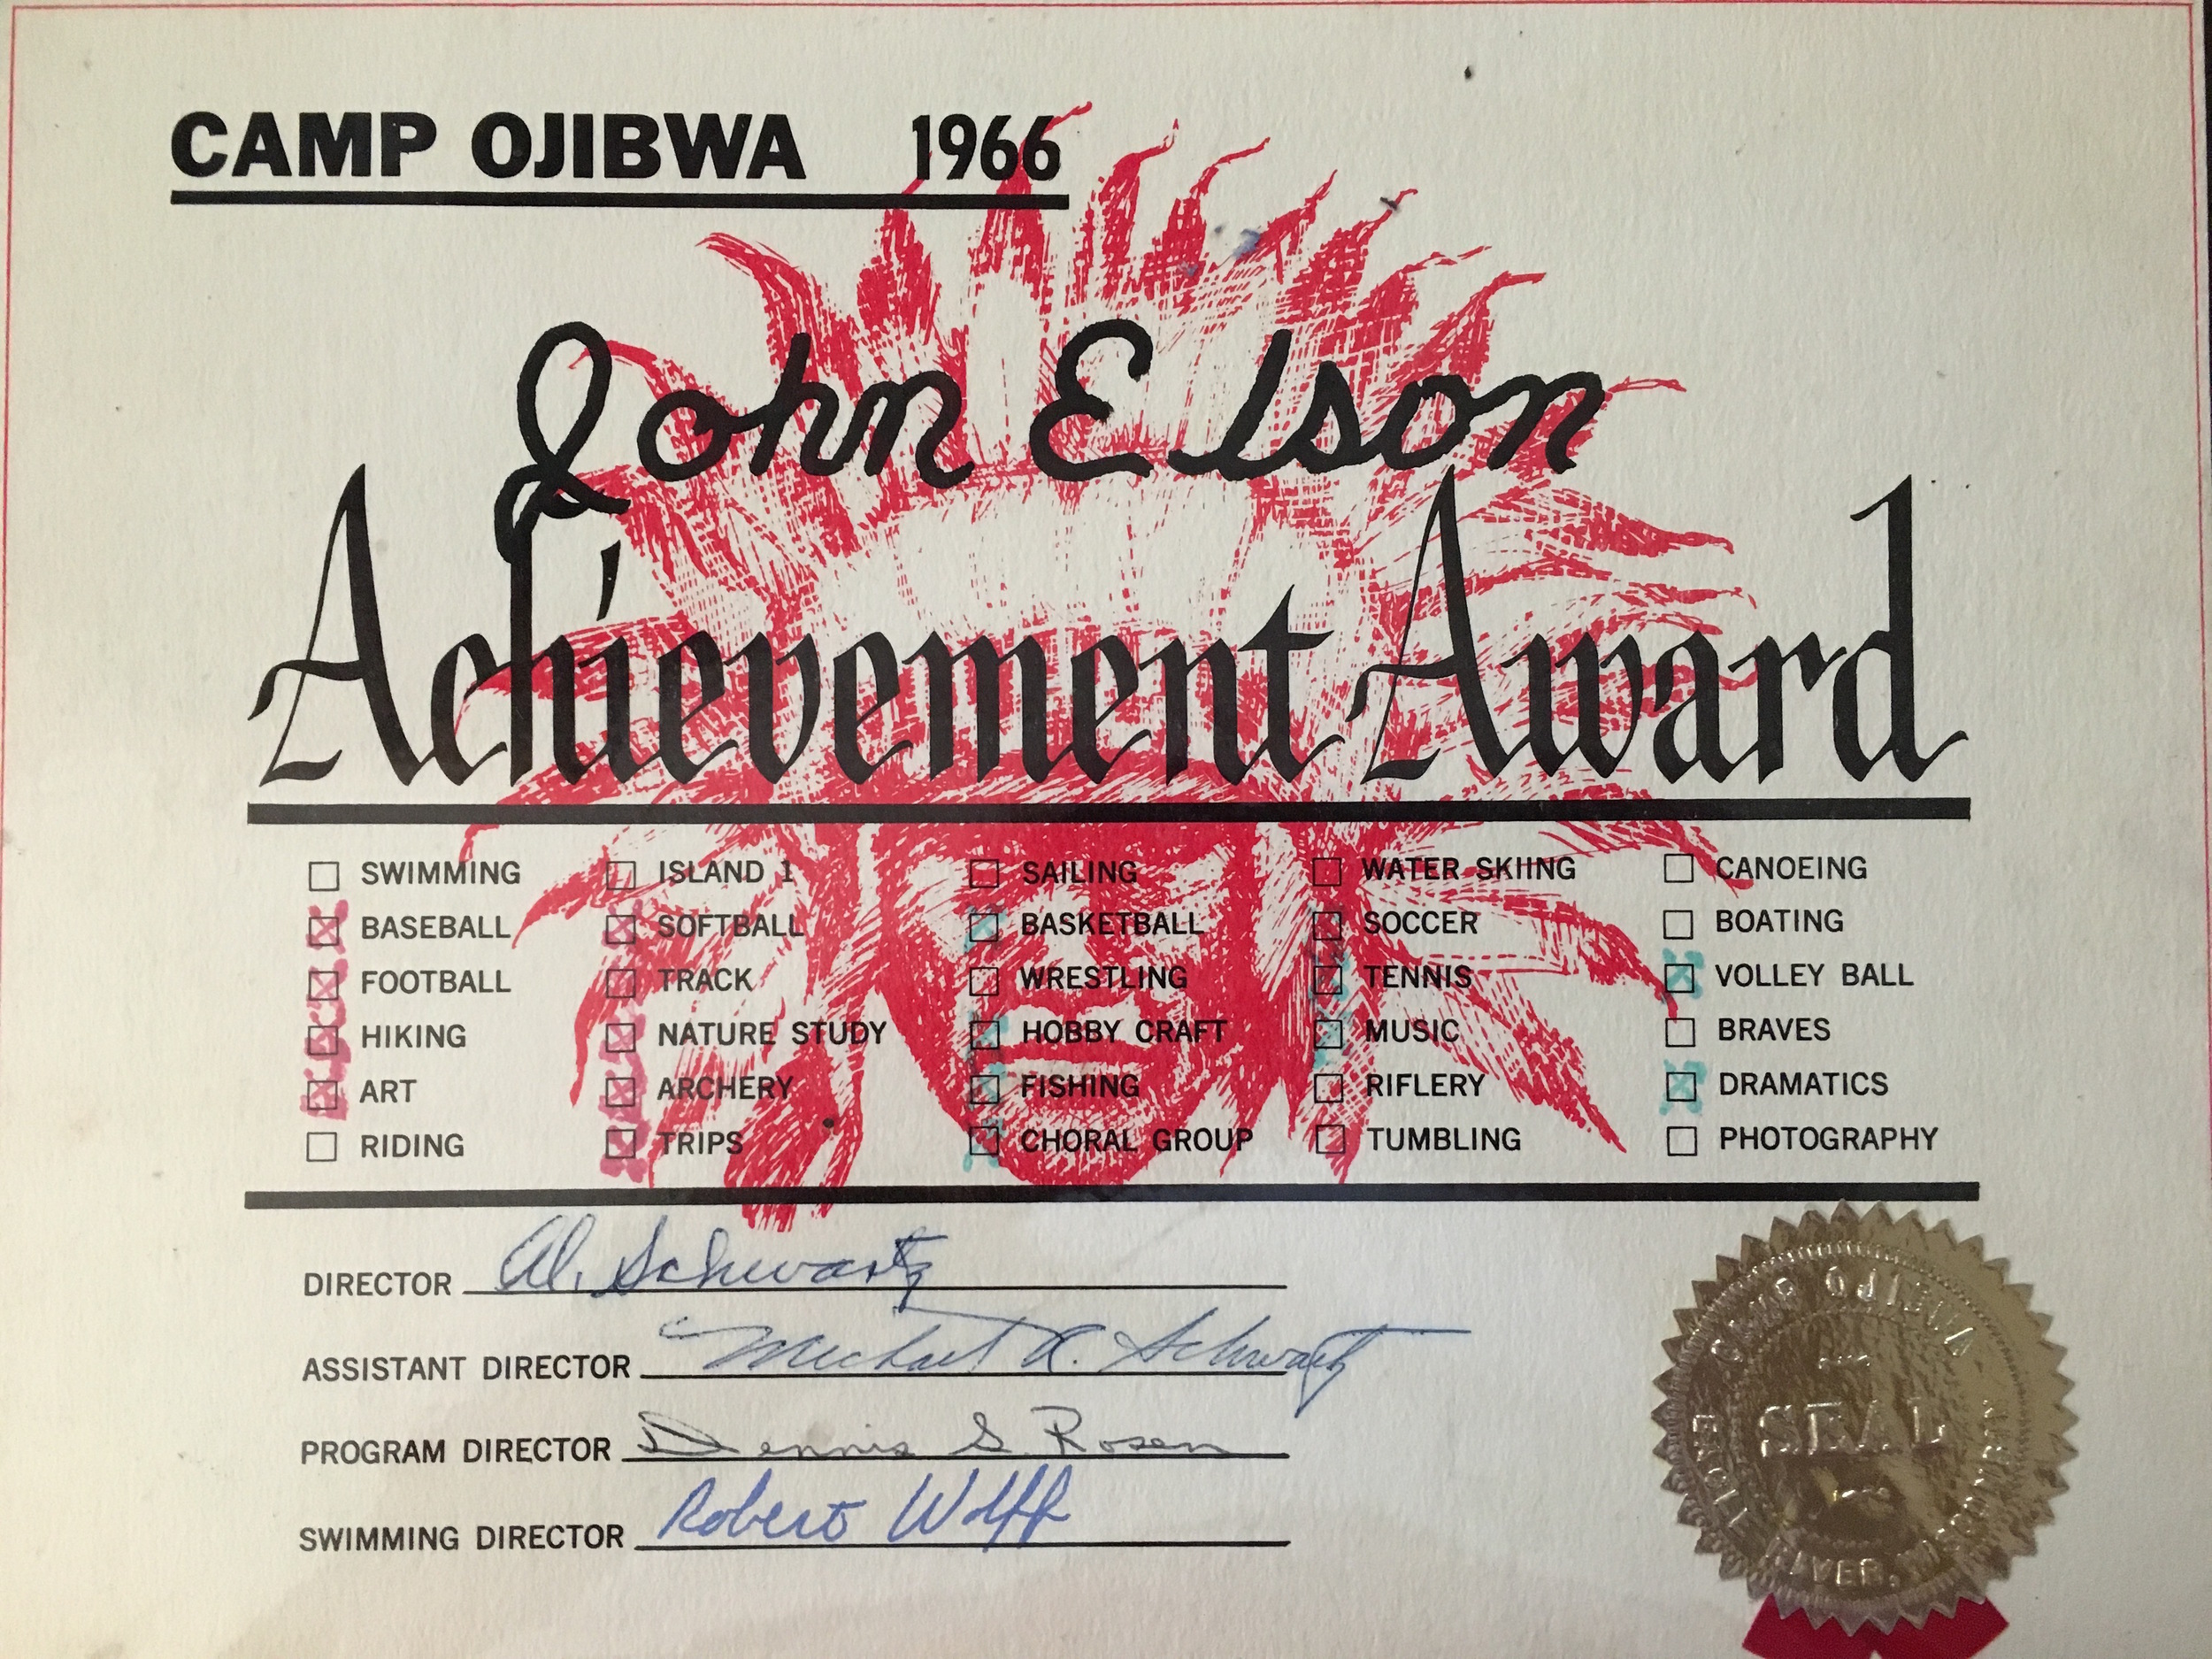 CAMP OJIBWA 1966
John Elson
Achievement Award
SWIMMING ISLAND 1 SAILING WATER SKIING CANOEING
BASEBALL SOFTBALL BASKETBALL SOCCER BOATING
FOOTBALL TRACK WRESTLING TENNIS VOLLEY BALL
HIKING NATURE STUDY HOBBY CRAFT MUSIC BRAVES
ART ARCHERY FISHING RIFLERY DRAMATICS
RIDING TRIPS CHORAL GROUP TUMBLING PHOTOGRAPHY
DIRECTOR Al. Schwartz
ASSISTANT DIRECTOR Michael A. Schwartz
PROGRAM DIRECTOR Dennis S. Rosen
SWIMMING DIRECTOR Robert Wolff
CAMP OJIBWA
SEAL
EAGLE RIVER, WISCONSIN